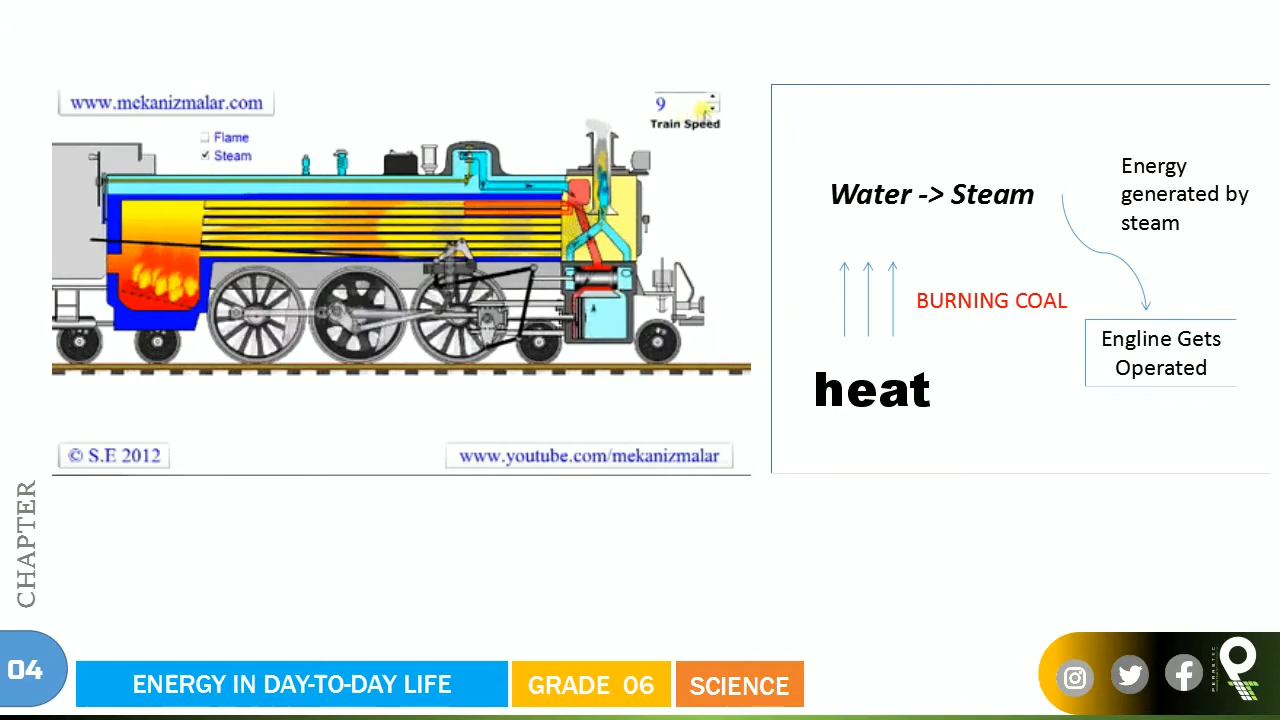 www.mekanizmalar.com
9
Train Speed
Flame
Steam
A
© S.E 2012
www.youtube.com/mekanizmalar
Water -> Steam
Energy
generated by
steam
BURNING COAL
Engline Gets
Operated
heat
CHAPTER
04
ENERGY IN DAY-TO-DAY LIFE
GRADE 06
SCIENCE